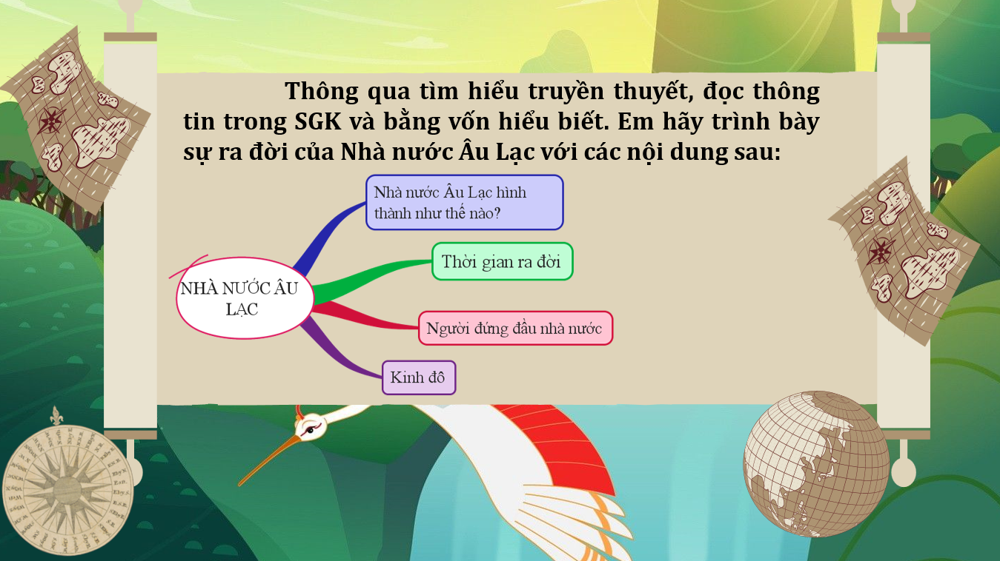 Thông qua tìm hiểu truyền thuyết, đọc thông
tin trong SGK và bằng vốn hiểu biết. Em hãy trình bày
sự ra đời của Nhà nước Âu Lạc với các nội dung sau:
Nhà nước Âu Lạc hình
thành như thế nào?
Thời gian ra đời
NHÀ NƯỚC ÂU
LẠC
Người đứng đầu nhà nước
Kinh đô